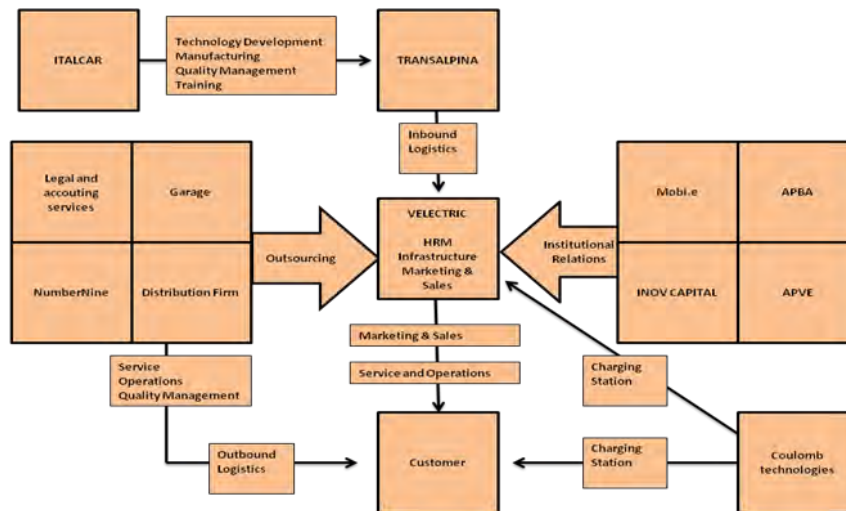 ITALCAR
Technology Development
Manufacturing
Quality Management
Training
TRANSALPINA
Inbound
Logistics
Legal and
accouting
services
Garage
NumberNine
Distribution Firm
Outsourcing
VELECTRIC
HRM
Infrastructure
Marketing &
Sales
Institutional
Relations
Mobi.e
APBA
INOV CAPITAL
APVE
Marketing & Sales
Service and Operations
Service
Operations
Quality Management
Outbound
Logistics
Customer
Charging
Station
Charging
Station
Coulomb
technologies